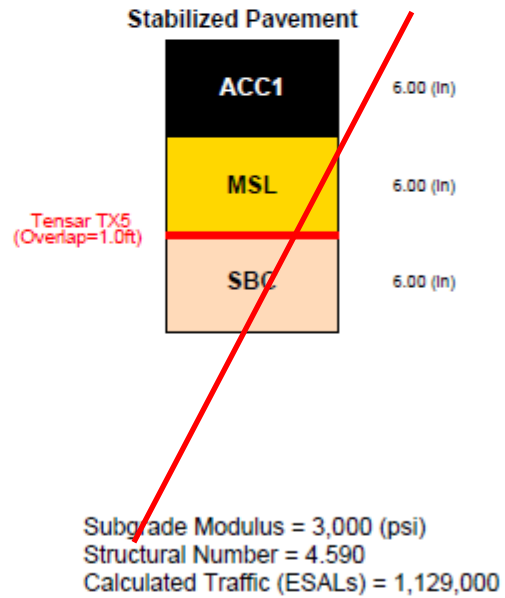 Stabilized Pavement
ACC1
6.00 (in)
MSL
6.00 (in)
Tensar TX5
(Overlap=1.0ft)
SBC
6.00 (in)
Subgrade Modulus = 3,000 (psi)
Structural Number = 4.590
Calculated Traffic (ESALs) = 1,129,000